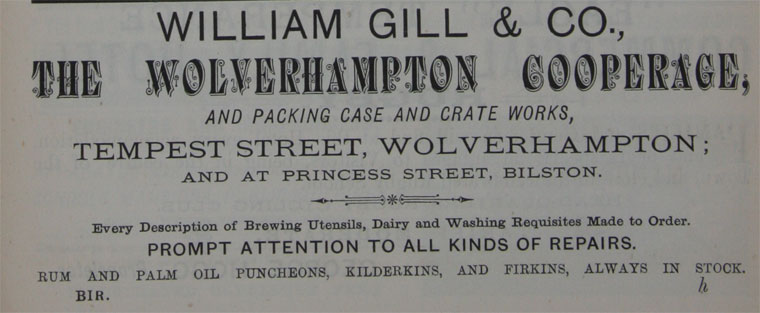 WILLIAM GILL & CO.,
THE WOLVERHAMPTON COOPERAGE,
AND PACKING CASE AND CRATE WORKS,
TEMPEST STREET, WOLVERHAMPTON;
AND AT PRINCESS STREET, BILSTON.
Every Description of Brewing Utensils, Dairy and Washing Requisites Made to Order.
PROMPT ATTENTION TO ALL KINDS OF REPAIRS.
RUM AND PALM OIL PUNCHEONS, KILDERKINS, AND FIRKINS, ALWAYS IN STOCK.
BIR. h